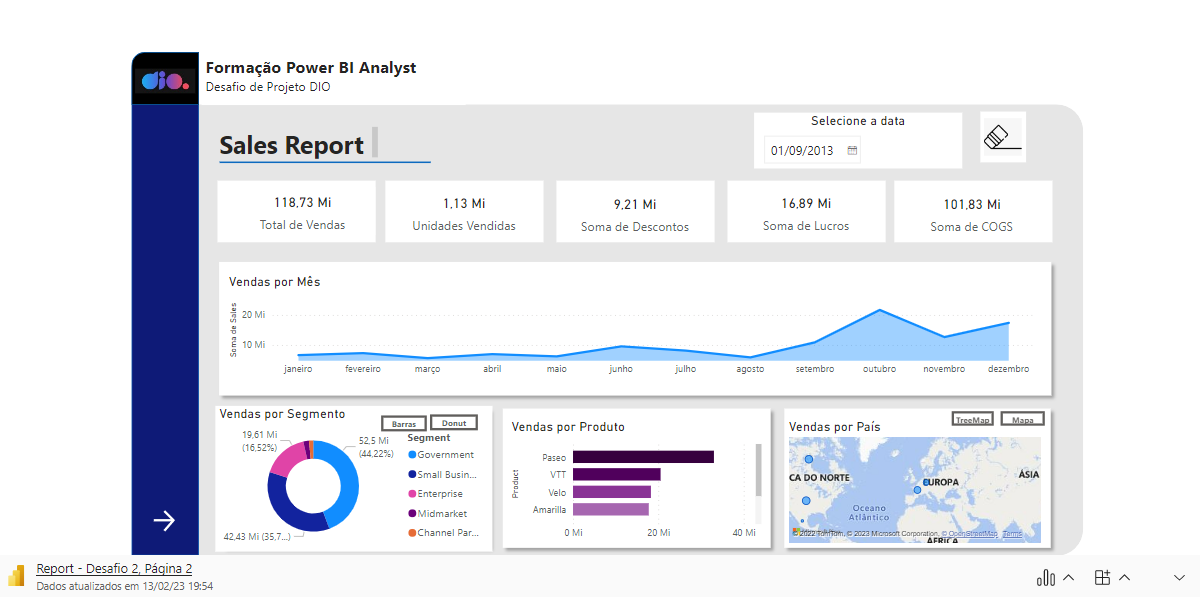 dio.
Formação Power BI Analyst
Desafio de Projeto DIO
Sales Report
Selecione a data
01/09/2013
118,73 Mi
Total de Vendas
1,13 Mi
Unidades Vendidas
9,21 Mi
Soma de Descontos
16,89 Mi
Soma de Lucros
101,83 Mi
Soma de COGS
Vendas por Mês
Soma de Sales
20 Mi
10 Mi
janeiro fevereiro março abril maio junho julho agosto setembro outubro novembro dezembro
Vendas por Segmento
Barras Donut
19,61 Mi
(16,52%)
52,5 Mi
(44,22%)
42,43 Mi (35,7...)
Segment
Government
Small Busin...
Enterprise
Midmarket
Channel Par...
Vendas por Produto
Product
Paseo
VTT
Velo
Amarilla
0 Mi 20 Mi 40 Mi
Vendas por País
TreeMap Mapa
CA DO NORTE
EUROPA
ÁSIA
Oceano
Atlântico
ÁFRICA
© 2022 TomTom, © 2023 Microsoft Corporation, © OpenStreetMap Terms
Report - Desafio 2, Página 2
Dados atualizados em 13/02/23 19:54